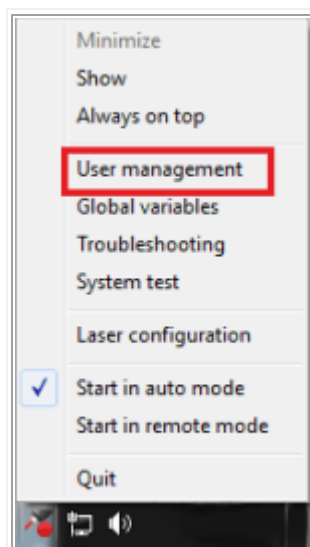 Minimize
Show
Always on top
User management
Global variables
Troubleshooting
System test
Laser configuration
Start in auto mode
Start in remote mode
Quit